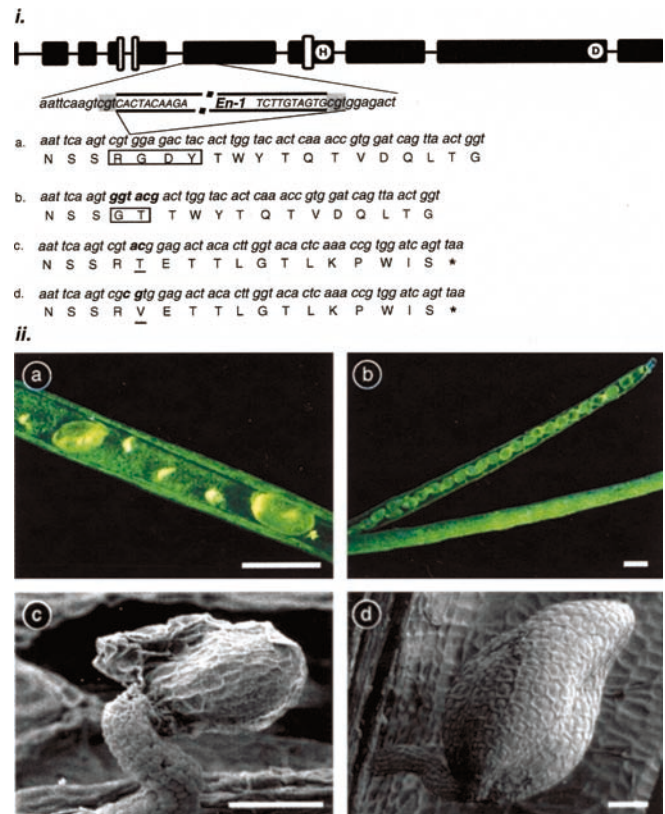 i.
H D
aattcaagtcgtCACTACAAGA En-1 TCTTGTAGTGcgtggagact
a. aat tca agt cgt gga gac tac act tgg tac act caa acc gtg gat cag tta act ggt
N S S R G D Y T W Y T Q T V D Q L T G
b. aat tca agt ggt acg act tgg tac act caa acc gtg gat cag tta act ggt
N S S G T T W Y T Q T V D Q L T G
c. aat tca agt cgt acg gag act aca ctt ggt aca ctc aaa ccg tgg atc agt taa
N S S R T E T T L G T L K P W I S *
d. aat tca agt cgc gtg gag act aca ctt ggt aca ctc aaa ccg tgg atc agt taa
N S S R V E T T L G T L K P W I S *
ii.
a b
c d